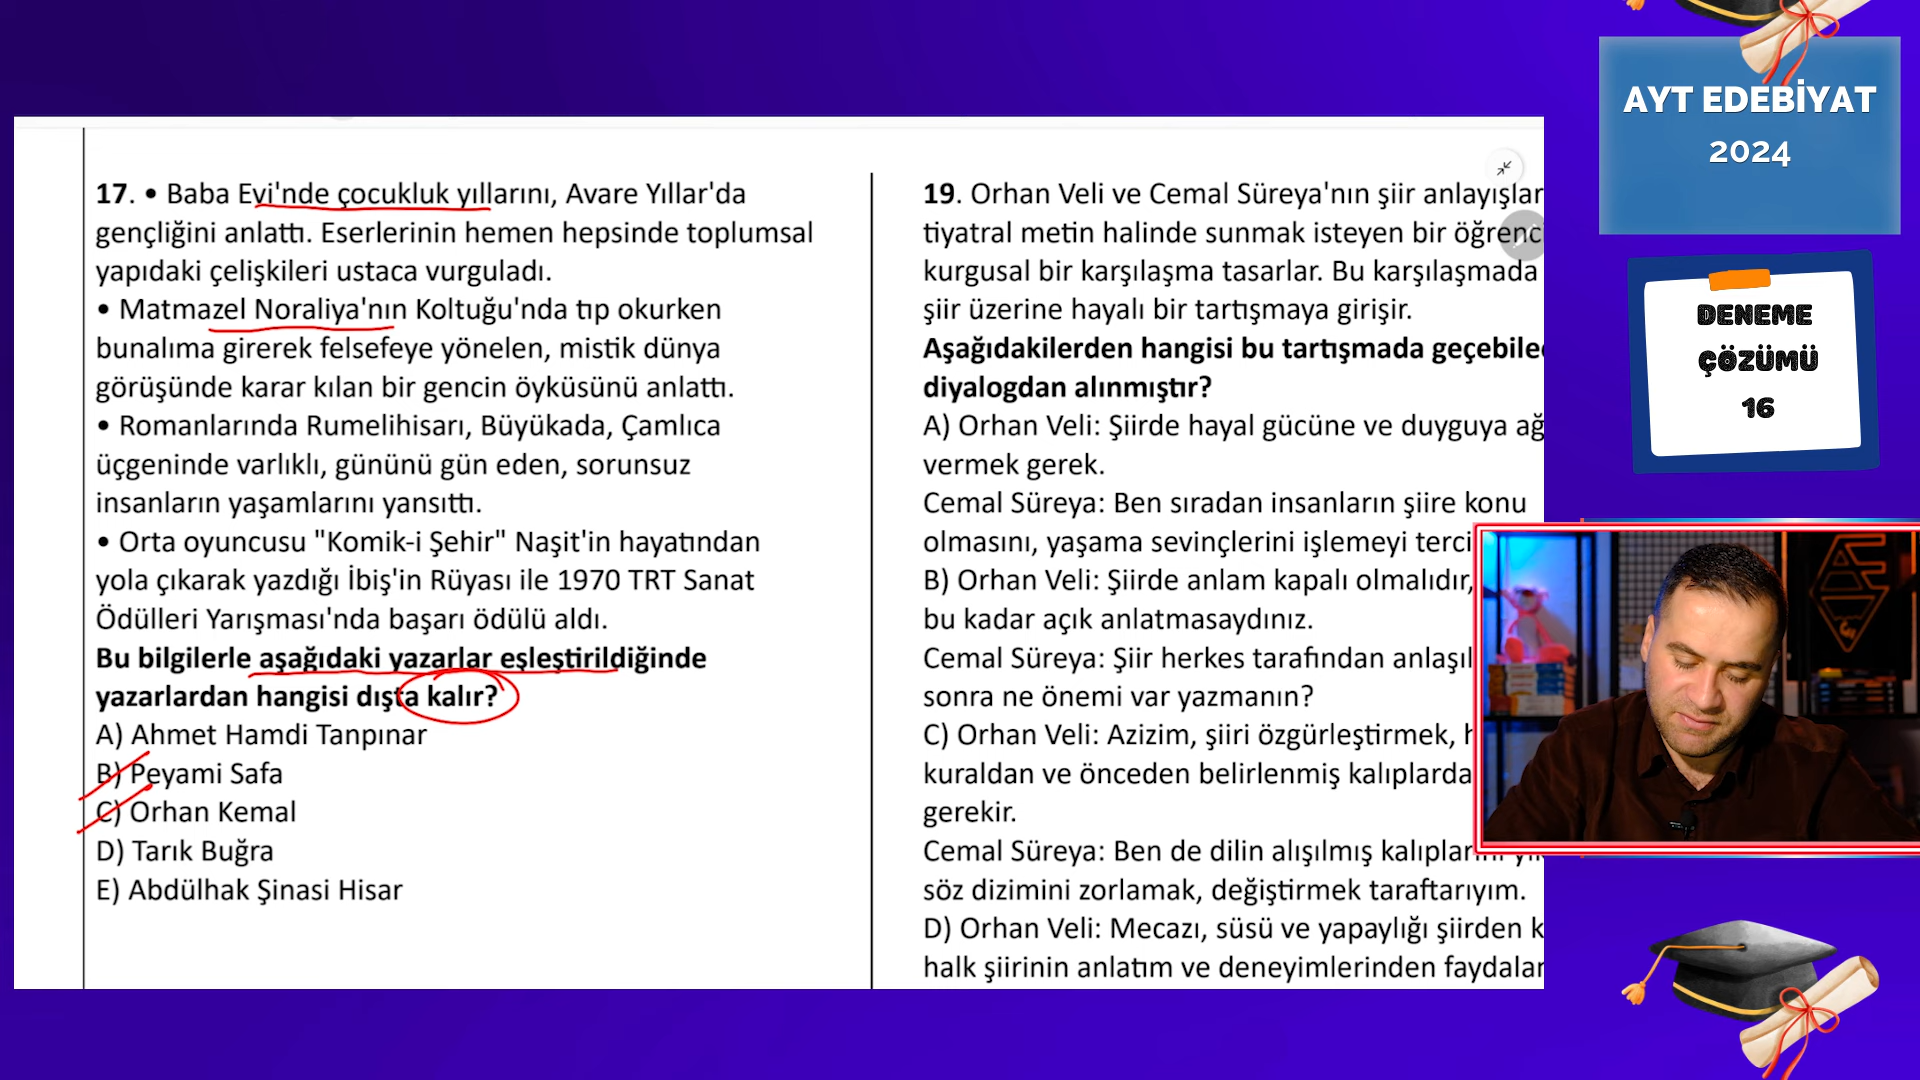 17. • Baba Evi'nde çocukluk yıllarını, Avare Yıllar'da
gençliğini anlattı. Eserlerinin hemen hepsinde toplumsal
yapıdaki çelişkileri ustaca vurguladı.
• Matmazel Noraliya'nın Koltuğu'nda tıp okurken
bunalıma girerek felsefeye yönelen, mistik dünya
görüşünde karar kılan bir gencin öyküsünü anlattı.
• Romanlarında Rumelihisarı, Büyükada, Çamlıca
üçgeninde varlıklı, gününü gün eden, sorunsuz
insanların yaşamlarını yansıttı.
• Orta oyuncusu "Komik-i Şehir" Naşit'in hayatından
yola çıkarak yazdığı İbiş'in Rüyası ile 1970 TRT Sanat
Ödülleri Yarışması'nda başarı ödülü aldı.
Bu bilgilerle aşağıdaki yazarlar eşleştirildiğinde
yazarlardan hangisi dışta kalır?
A) Ahmet Hamdi Tanpınar
B) Peyami Safa
C) Orhan Kemal
D) Tarık Buğra
E) Abdülhak Şinasi Hisar
19. Orhan Veli ve Cemal Süreya'nın şiir anlayışlar
tiyatral metin halinde sunmak isteyen bir öğrenc
kurgusal bir karşılaşma tasarlar. Bu karşılaşmada
şiir üzerine hayalı bir tartışmaya girişir.
Aşağıdakilerden hangisi bu tartışmada geçebile
diyalogdan alınmıştır?
A) Orhan Veli: Şiirde hayal gücüne ve duyguya ağ
vermek gerek.
Cemal Süreya: Ben sıradan insanların şiire konu
olmasını, yaşama sevinçlerini işlemeyi terci
B) Orhan Veli: Şiirde anlam kapalı olmalıdır,
bu kadar açık anlatmasaydınız.
Cemal Süreya: Şiir herkes tarafından anlaşıl
sonra ne önemi var yazmanın?
C) Orhan Veli: Azizim, şiiri özgürleştirmek, h
kuraldan ve önceden belirlenmiş kalıplarda
gerekir.
Cemal Süreya: Ben de dilin alışılmış kalıpların
söz dizimini zorlamak, değiştirmek taraftarıyım.
D) Orhan Veli: Mecazı, süsü ve yapaylığı şiirden k
halk şiirinin anlatım ve deneyimlerinden faydalar
AYT EDEBİYAT
2024
DENEME
ÇÖZÜMÜ
16